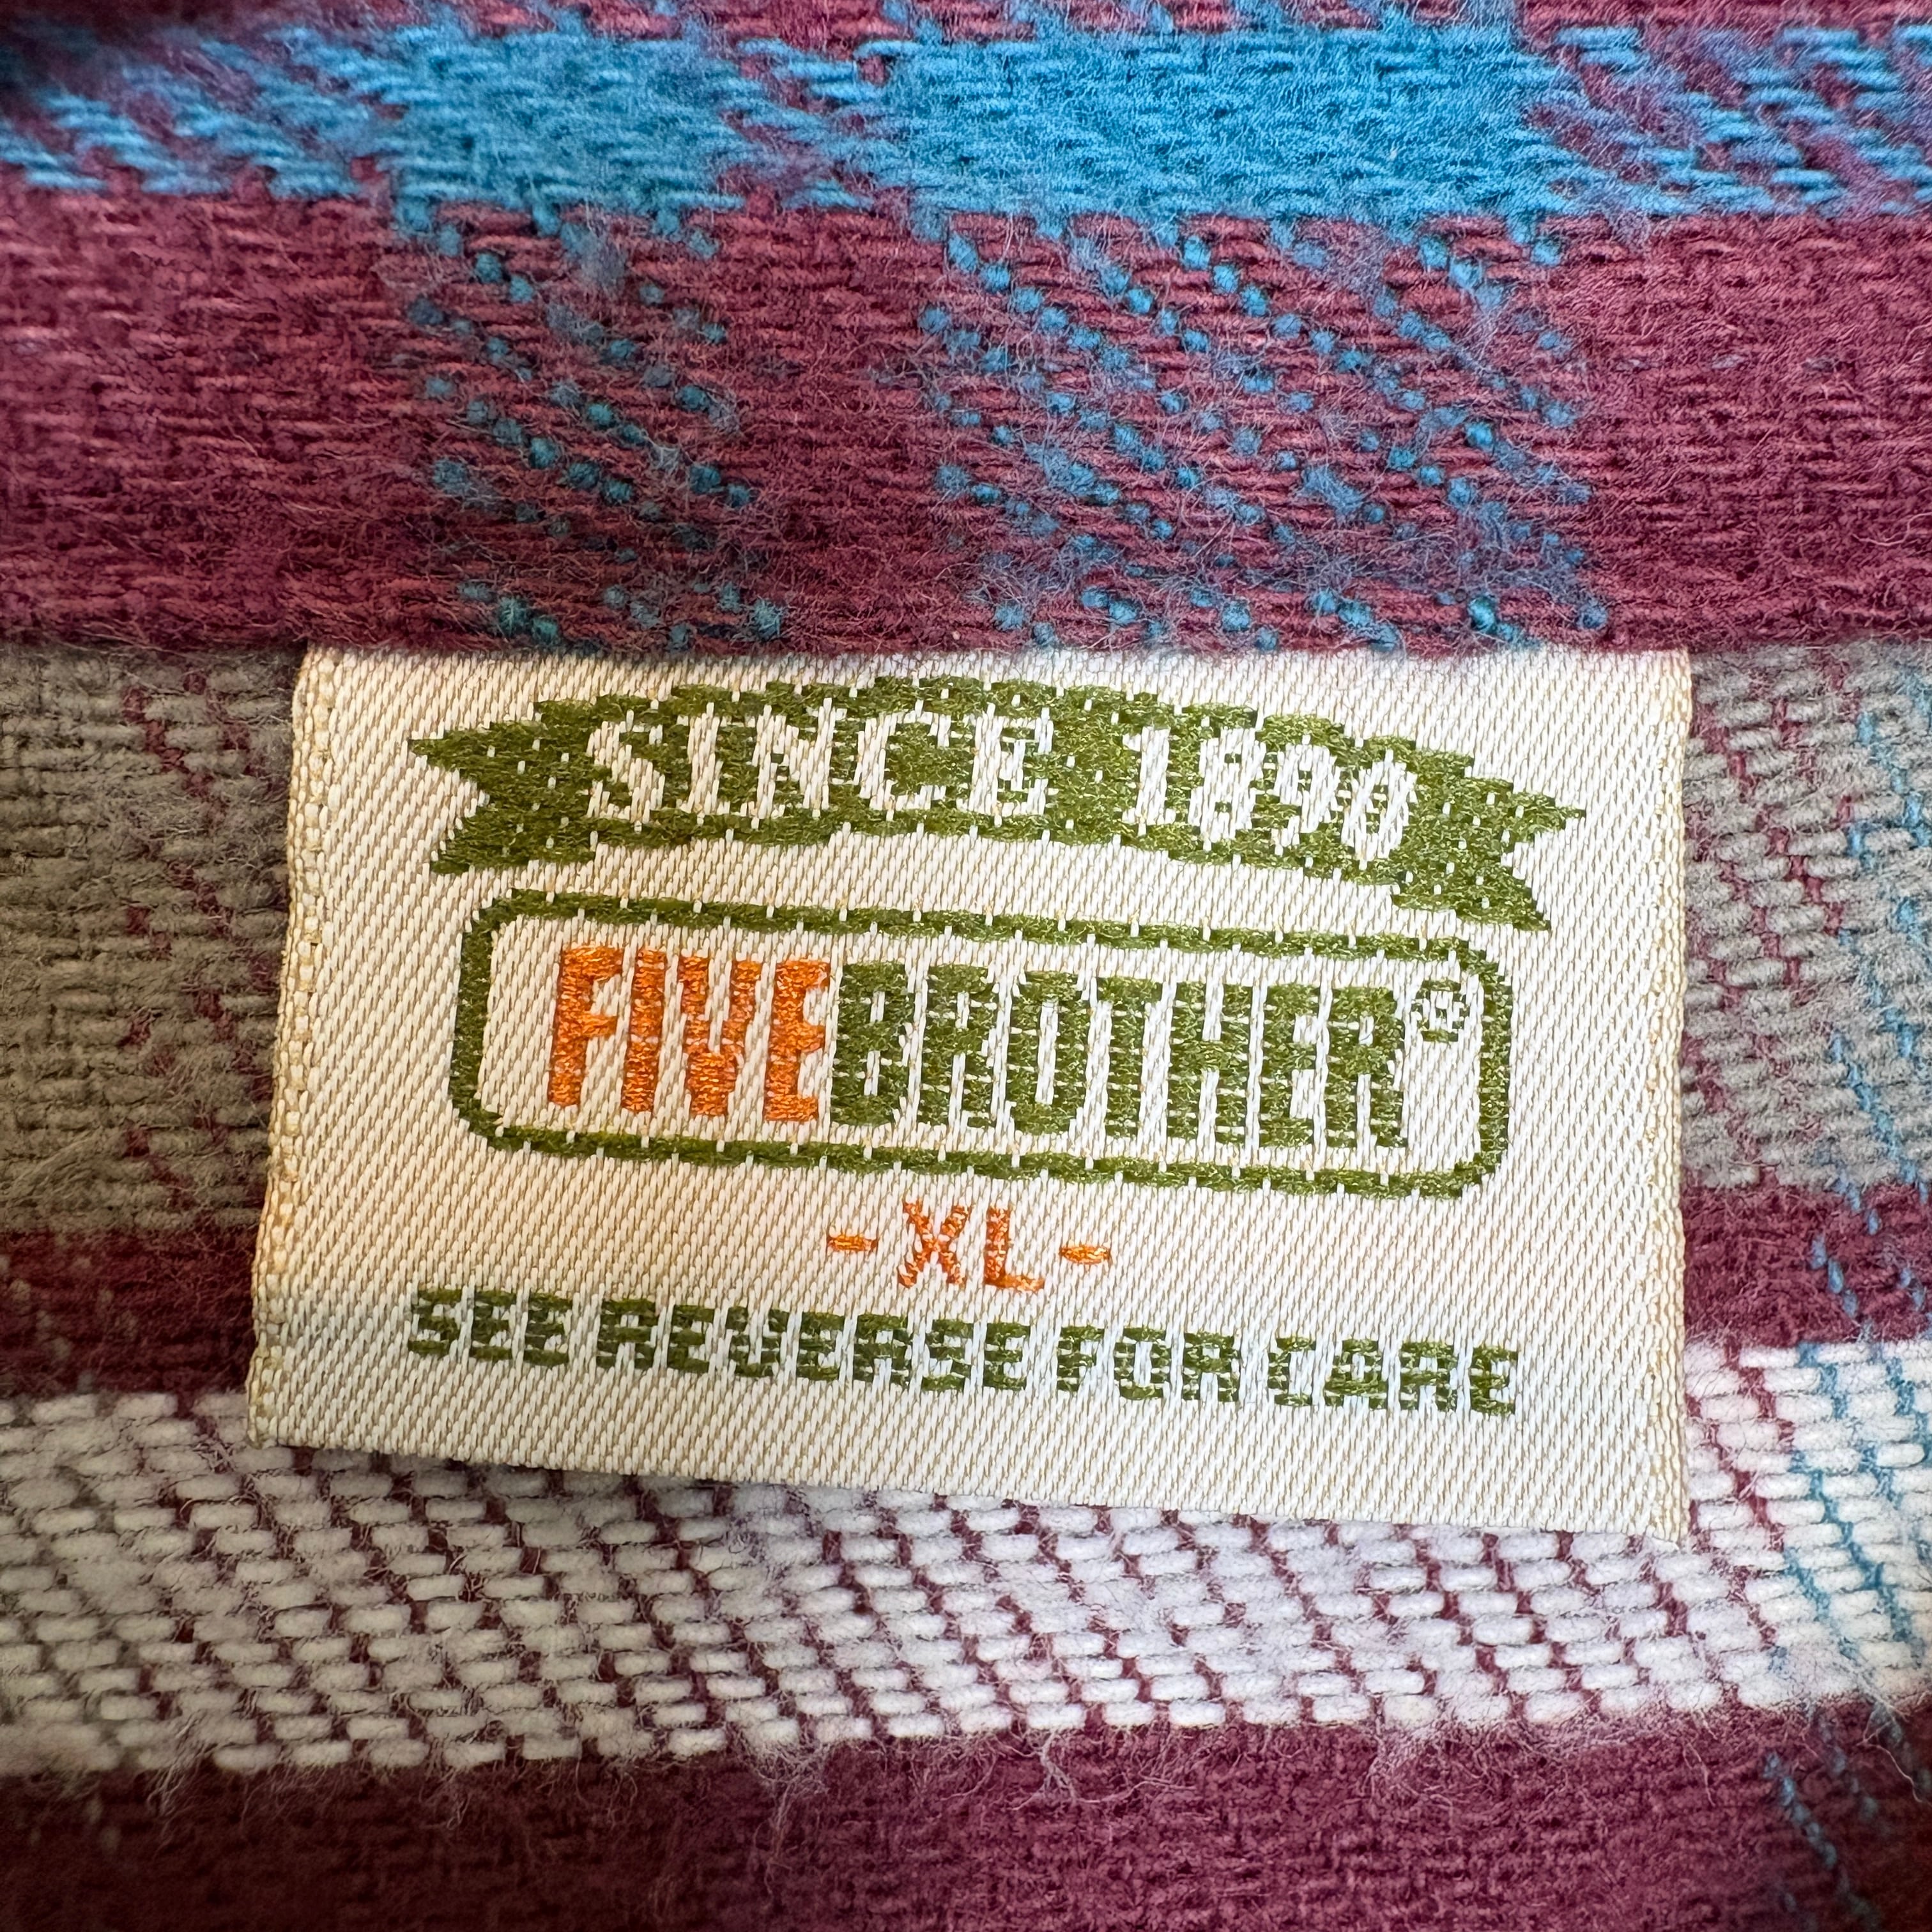 SINCE 1890
FIVEBROTHER®
-XL-
SEE REVERSE FOR CARE